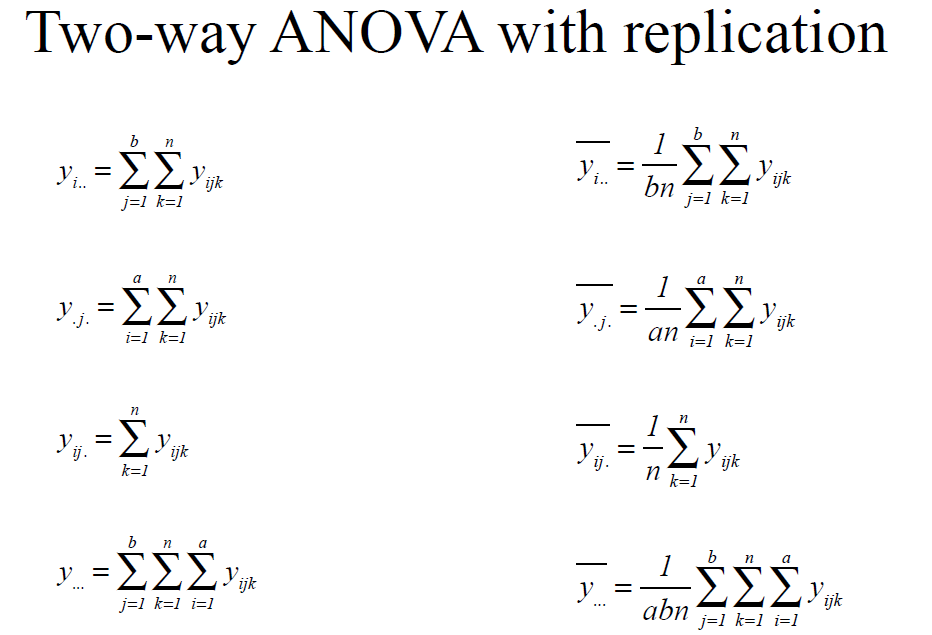 Two-way ANOVA with replication
$y_{i..} = \sum_{j=1}^{b} \sum_{k=1}^{n} y_{ijk}$
$\overline{y_{i..}} = \frac{1}{bn} \sum_{j=1}^{b} \sum_{k=1}^{n} y_{ijk}$
$y_{.j.} = \sum_{i=1}^{a} \sum_{k=1}^{n} y_{ijk}$
$\overline{y_{.j.}} = \frac{1}{an} \sum_{i=1}^{a} \sum_{k=1}^{n} y_{ijk}$
$y_{ij.} = \sum_{k=1}^{n} y_{ijk}$
$\overline{y_{ij.}} = \frac{1}{n} \sum_{k=1}^{n} y_{ijk}$
$y_{...} = \sum_{j=1}^{b} \sum_{k=1}^{n} \sum_{i=1}^{a} y_{ijk}$
$\overline{y_{...}} = \frac{1}{abn} \sum_{j=1}^{b} \sum_{k=1}^{n} \sum_{i=1}^{a} y_{ijk}$